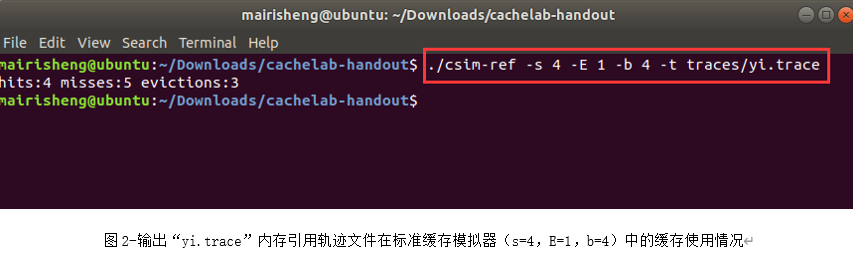 mairisheng@ubuntu: ~/Downloads/cachelab-handout
File Edit View Search Terminal Help
mairisheng@ubuntu:~/Downloads/cachelab-handout$ ./csim-ref -s 4 -E 1 -b 4 -t traces/yi.trace
hits:4 misses:5 evictions:3
mairisheng@ubuntu:~/Downloads/cachelab-handout$
图2-输出“yi.trace”内存引用轨迹文件在标准缓存模拟器（s=4，E=1，b=4）中的缓存使用情况↵